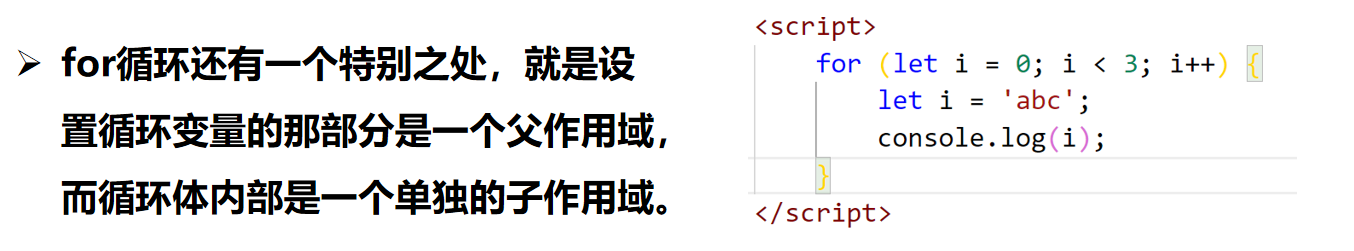 ➢ for循环还有一个特别之处，就是设
置循环变量的那部分是一个父作用域，
而循环体内部是一个单独的子作用域。
<script>
    for (let i = 0; i < 3; i++) {
        let i = 'abc';
        console.log(i);
    }
</script>